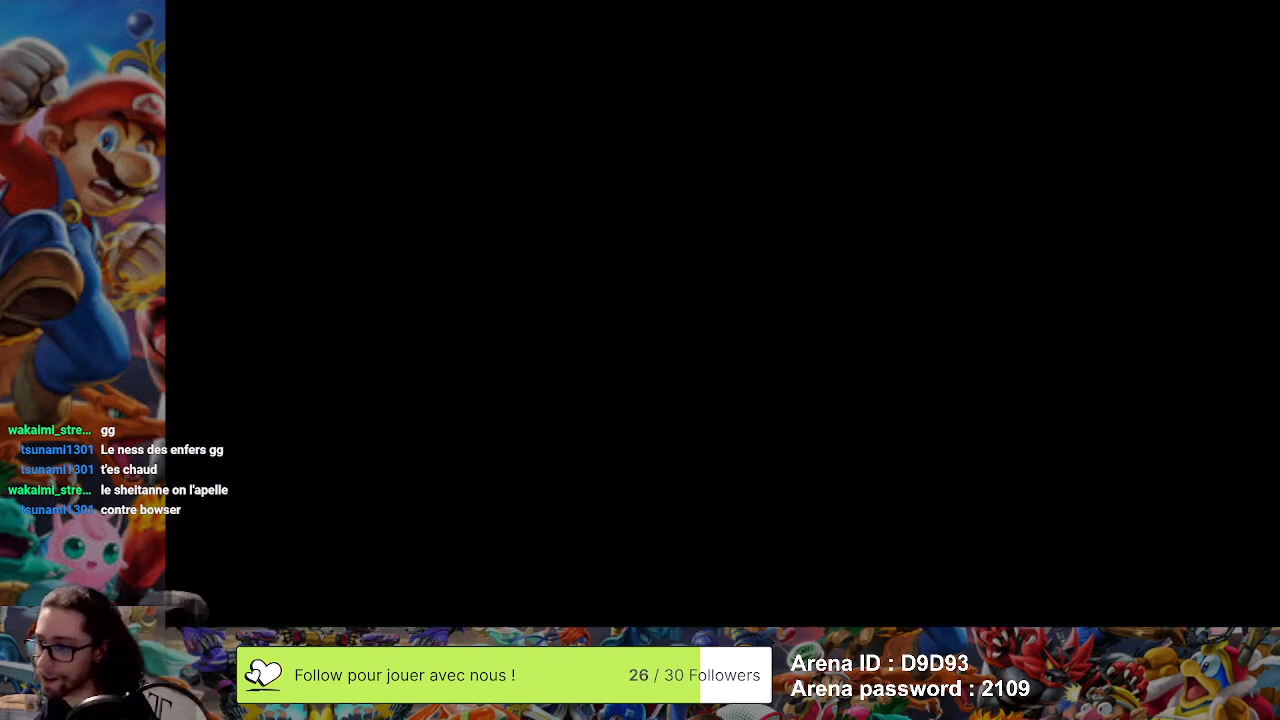 wakaimi_stre... gg
tsunami1301 Le ness des enfers gg
tsunami1301 t'es chaud
wakaimi_stre... le sheitanne on l'apelle
tsunami1301 contre bowser
Follow pour jouer avec nous ! 26 / 30 Followers
Arena ID : D9D93
Arena password : 2109